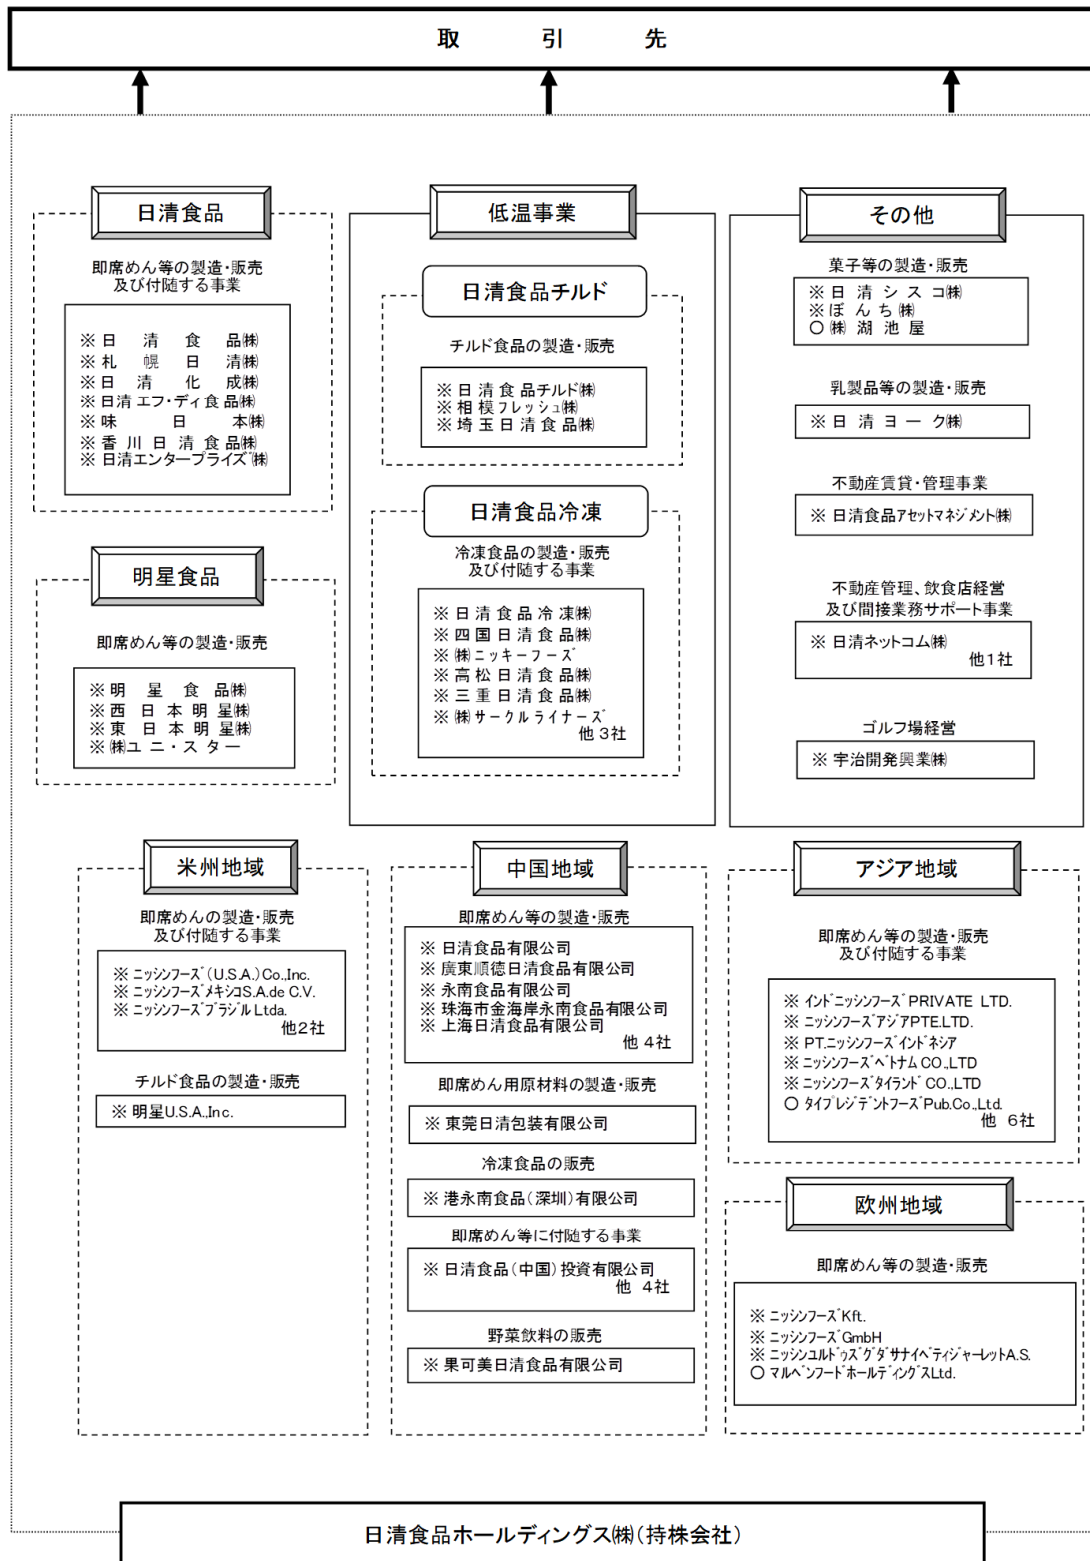 取引先
日清食品
即席めん等の製造・販売
及び付随する事業
※日清食品㈱
※札幌日清㈱
※日清化成㈱
※日清エフ・ディ食品㈱
※味日本㈱
※香川日清食品㈱
※日清エンタープライズ㈱
明星食品
即席めん等の製造・販売
※明星食品㈱
※西日本明星㈱
※東日本明星㈱
※㈱ユニ・スター
低温事業
日清食品チルド
チルド食品の製造・販売
※日清食品チルド㈱
※相模フレッシュ㈱
※埼玉日清食品㈱
日清食品冷凍
冷凍食品の製造・販売
及び付随する事業
※日清食品冷凍㈱
※四国日清食品㈱
※㈱ニッキーフーズ
※高松日清食品㈱
※三重日清食品㈱
※㈱サークルライナーズ
他3社
その他
菓子等の製造・販売
※日清シスコ㈱
※ぼんち㈱
○㈱湖池屋
乳製品等の製造・販売
※日清ヨーク㈱
不動産賃貸・管理事業
※日清食品アセットマネジメント㈱
不動産管理、飲食店経営
及び間接業務サポート事業
※日清ネットコム㈱
他1社
ゴルフ場経営
※宇治開発興業㈱
米州地域
即席めんの製造・販売
及び付随する事業
※ニッシンフーズ(U.S.A.)Co.,Inc.
※ニッシンフーズメキシコS.A.de C.V.
※ニッシンフーズブラジルLtda.
他2社
チルド食品の製造・販売
※明星U.S.A.,Inc.
中国地域
即席めん等の製造・販売
※日清食品有限公司
※廣東順徳日清食品有限公司
※永南食品有限公司
※珠海市金海岸永南食品有限公司
※上海日清食品有限公司
他4社
即席めん用原材料の製造・販売
※東莞日清包装有限公司
冷凍食品の販売
※港永南食品(深圳)有限公司
即席めん等に付随する事業
※日清食品(中国)投資有限公司
他 4社
野菜飲料の販売
※果可美日清食品有限公司
アジア地域
即席めん等の製造・販売
及び付随する事業
※インドニッシンフーズPRIVATE LTD.
※ニッシンフーズアジアPTE.LTD.
※PT.ニッシンフーズインドネシア
※ニッシンフーズベトナムCO.,LTD
※ニッシンフーズタイランドCO.,LTD
○タイプレジデントフーズPub.Co.,Ltd.
他 6社
欧州地域
即席めん等の製造・販売
※ニッシンフーズKft.
※ニッシンフーズGmbH
※ニッシンユルドゥズグダサナイベティジャーレットA.S.
○マルベンフードホールディングスLtd.
日清食品ホールディングス㈱(持株会社)